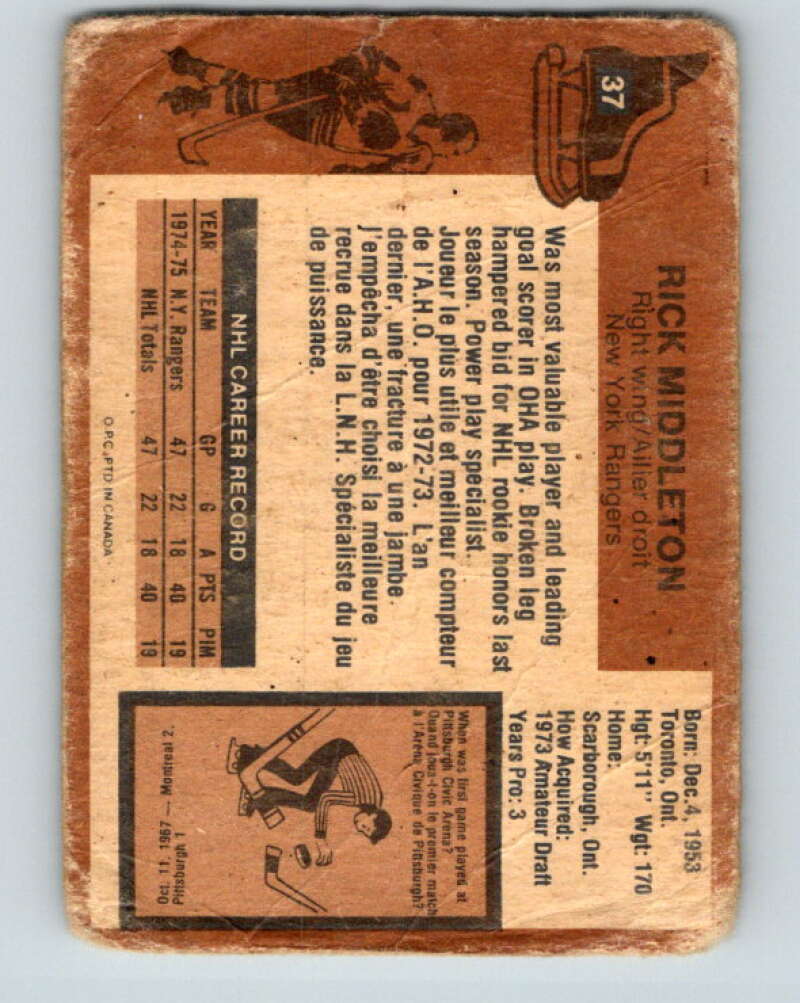 37
RICK MIDDLETON
Right wing/Ailier droit
New York Rangers
Was most valuable player and leading
goal scorer in OHA play. Broken leg
hampered bid for NHL rookie honors last
season. Power play specialist.
Joueur le plus utile et meilleur compteur
de l'A.H.O. pour 1972-73. L'an
dernier, une fracture à une jambe
l'empêcha d'être choisi la meilleure
recrue dans la L.N.H. Spécialiste du jeu
de puissance.
NHL CAREER RECORD
YEAR TEAM GP G A PTS PIM
1974-75 N.Y. Rangers 47 22 18 40 19
NHL Totals 47 22 18 40 19
O.P.C. PTD. IN CANADA
Born: Dec. 4, 1953
Toronto, Ont.
Hgt: 5'11" Wgt: 170
Home:
Scarborough, Ont.
How Acquired:
1973 Amateur Draft
Years Pro: 3
When was first game played at
Pittsburgh Civic Arena?
Quand joua-t-on le premier match
à l'Aréna Civique de Pittsburgh?
Oct. 11, 1967 — Montreal 2,
Pittsburgh 1